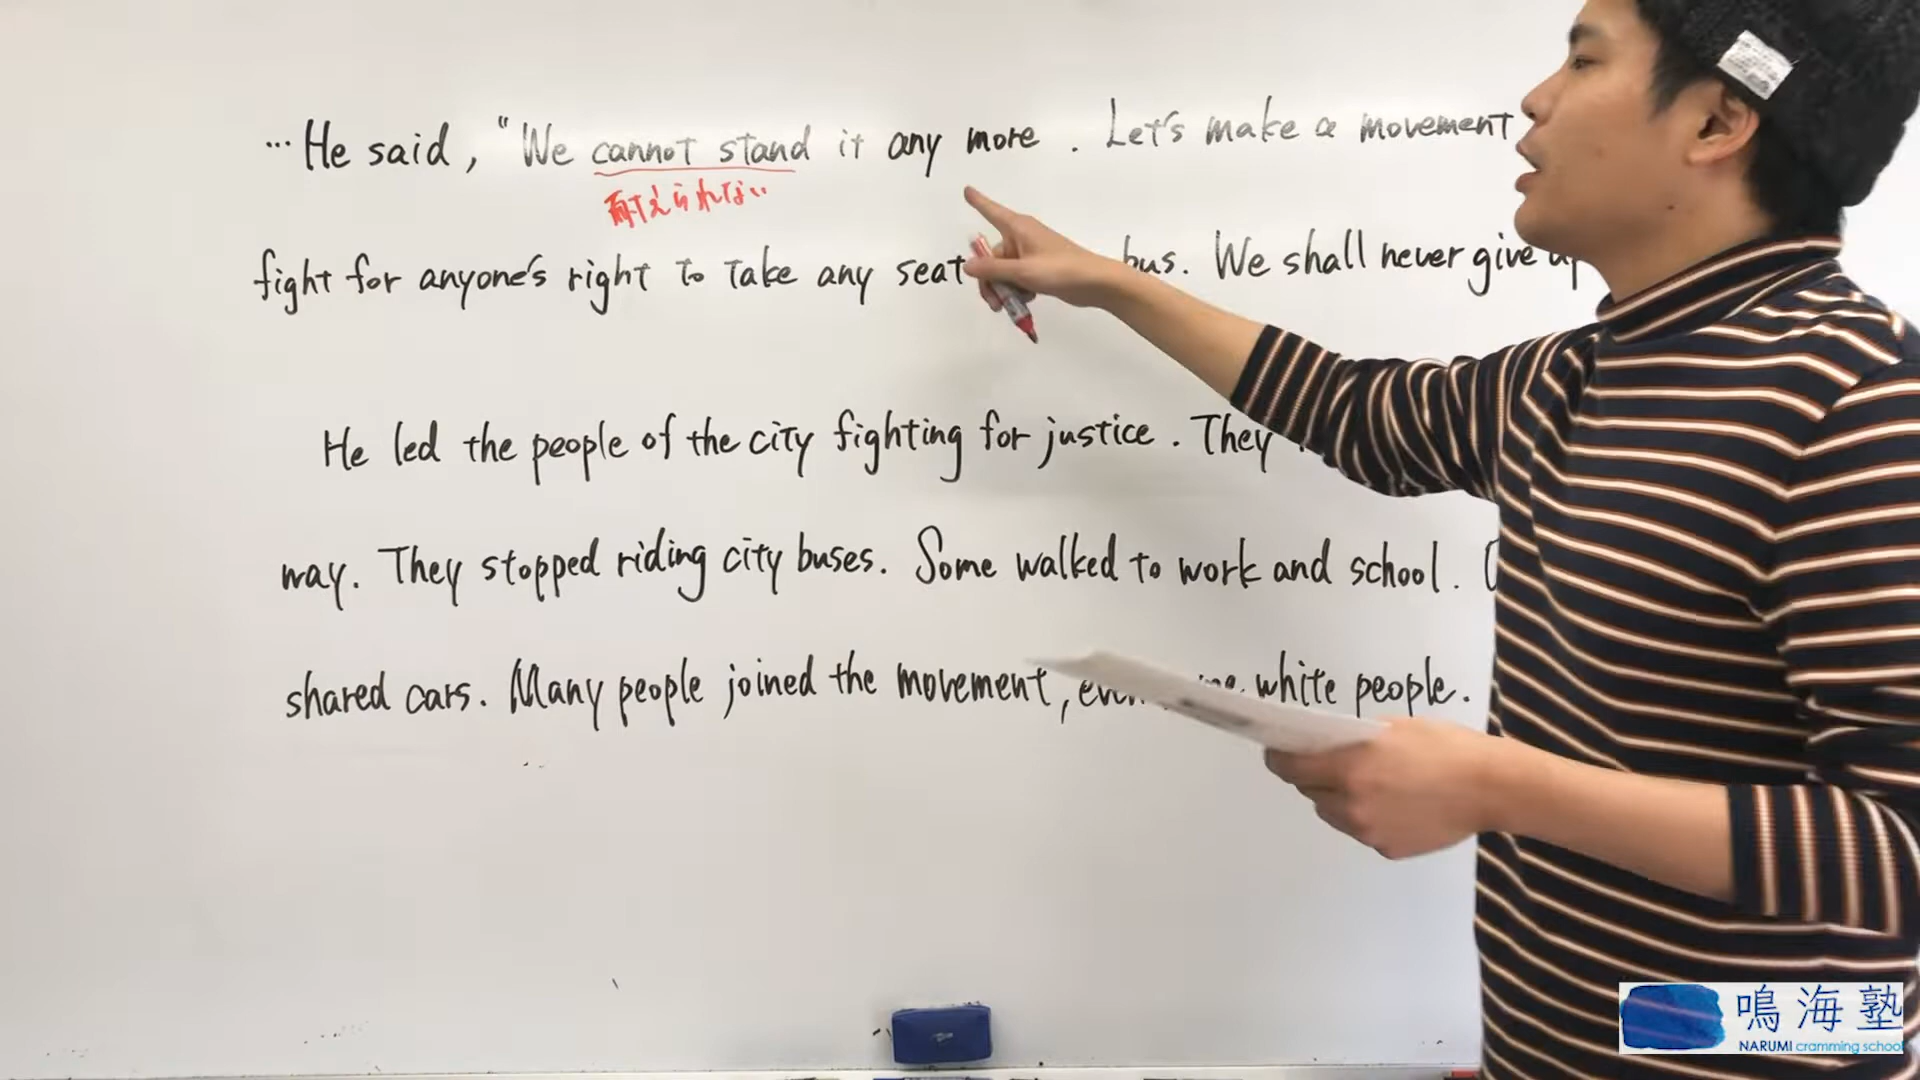 … He said, "We cannot stand it any more. Let's make a movement
耐えられない
fight for anyone's right to take any seat bus. We shall never give up
He led the people of the city fighting for justice. They
way. They stopped riding city buses. Some walked to work and school.
shared cars. Many people joined the movement, white people.
鳴海塾
NARUMI cramming school